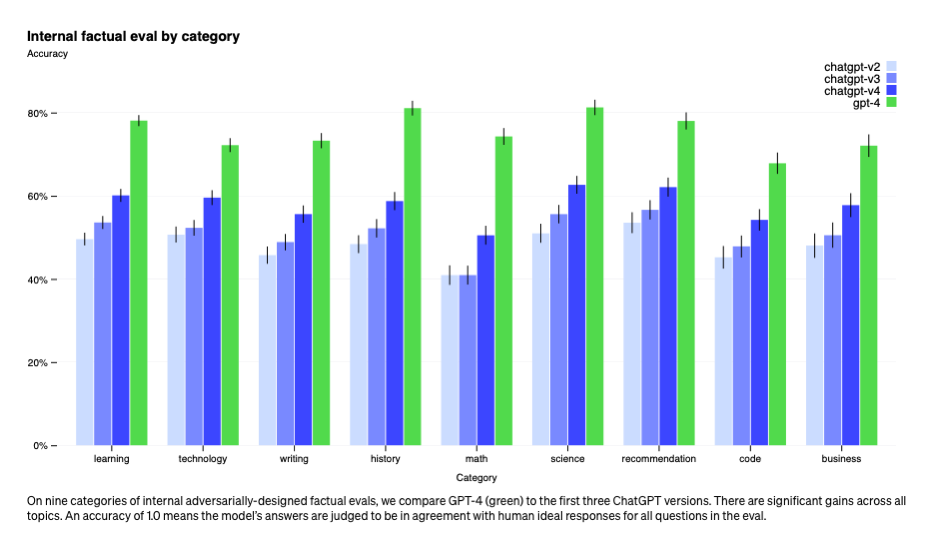 Internal factual eval by category
Accuracy
chatgpt-v2
chatgpt-v3
chatgpt-v4
gpt-4
80%
60%
40%
20%
0%
learning technology writing history math science recommendation code business
Category
On nine categories of internal adversarially-designed factual evals, we compare GPT-4 (green) to the first three ChatGPT versions. There are significant gains across all
topics. An accuracy of 1.0 means the model's answers are judged to be in agreement with human ideal responses for all questions in the eval.